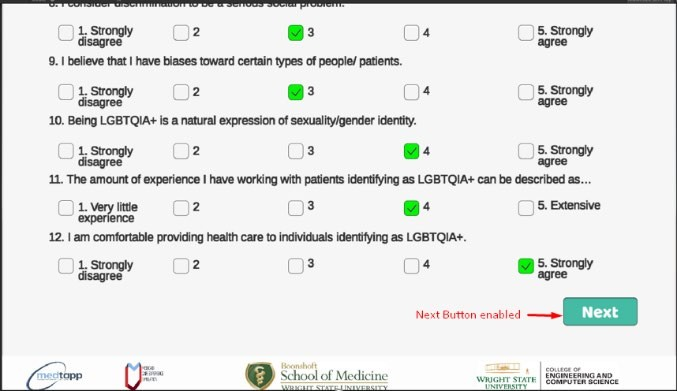 8. I consider discrimination to be a serious social problem.
1. Strongly disagree 2 3 4 5. Strongly agree
9. I believe that I have biases toward certain types of people/ patients.
1. Strongly disagree 2 3 4 5. Strongly agree
10. Being LGBTQIA+ is a natural expression of sexuality/gender identity.
1. Strongly disagree 2 3 4 5. Strongly agree
11. The amount of experience I have working with patients identifying as LGBTQIA+ can be described as...
1. Very little experience 2 3 4 5. Extensive
12. I am comfortable providing health care to individuals identifying as LGBTQIA+.
1. Strongly disagree 2 3 4 5. Strongly agree
Next Button enabled
Next
medtapp
Boonshoft
School of Medicine
WRIGHT STATE UNIVERSITY
WRIGHT STATE
UNIVERSITY
COLLEGE OF
ENGINEERING AND
COMPUTER SCIENCE